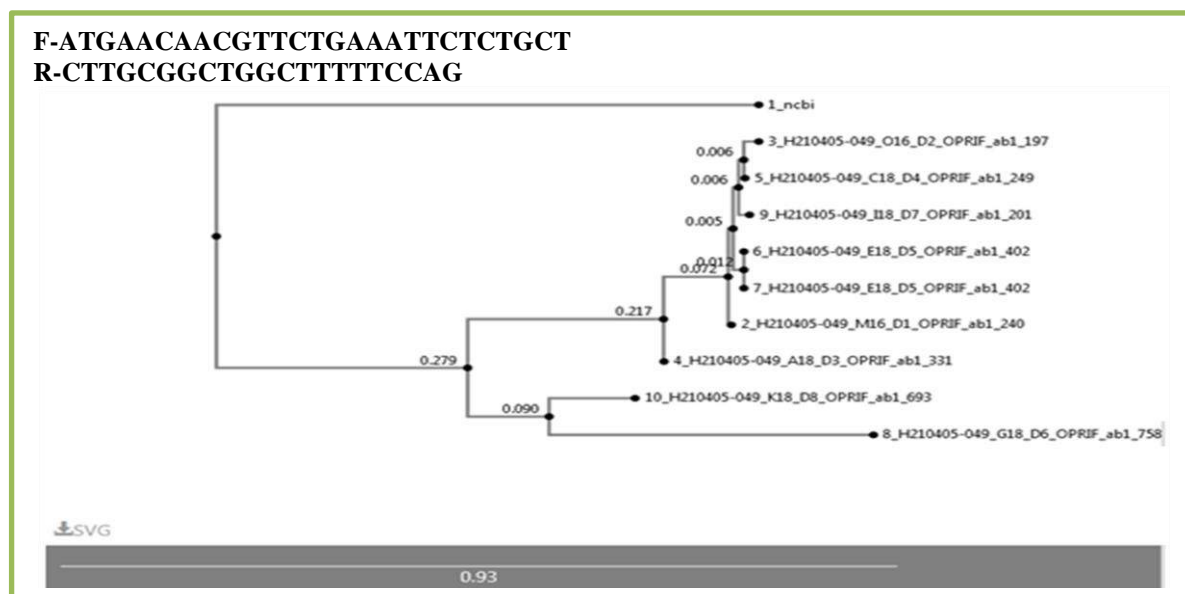 F-ATGAACAACGTTCTGAAATTCTCTGCT
R-CTTGCGGCTGGCTTTTTCCAG
1_ncbi
3_H210405-049_O16_D2_OPRIF_ab1_197
0.006
5_H210405-049_C18_D4_OPRIF_ab1_249
0.006
9_H210405-049_I18_D7_OPRIF_ab1_201
0.005
6_H210405-049_E18_D5_OPRIF_ab1_402
0.012
0.072
7_H210405-049_E18_D5_OPRIF_ab1_402
0.217
2_H210405-049_M16_D1_OPRIF_ab1_240
0.279
4_H210405-049_A18_D3_OPRIF_ab1_331
10_H210405-049_K18_D8_OPRIF_ab1_693
0.090
8_H210405-049_G18_D6_OPRIF_ab1_758
SVG
0.93